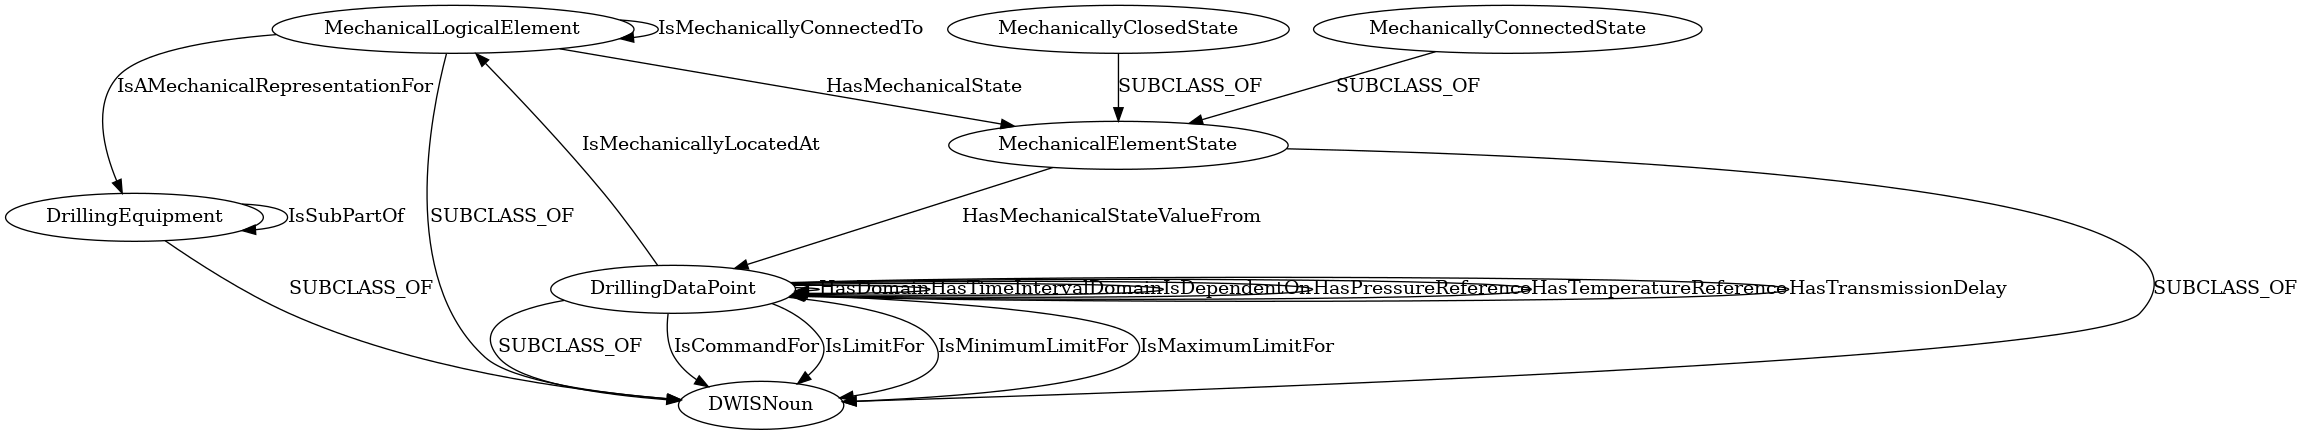 MechanicalLogicalElement
IsMechanicallyConnectedTo
MechanicallyClosedState
MechanicallyConnectedState
IsAMechanicalRepresentationFor
HasMechanicalState
SUBCLASS_OF
SUBCLASS_OF
IsMechanicallyLocatedAt
MechanicalElementState
DrillingEquipment
IsSubPartOf
SUBCLASS_OF
HasMechanicalStateValueFrom
SUBCLASS_OF
DrillingDataPoint
HasDomain
HasTimeIntervalDomain
IsDependentOn
HasPressureReference
HasTemperatureReference
HasTransmissionDelay
SUBCLASS_OF
SUBCLASS_OF
IsCommandFor
IsLimitFor
IsMinimumLimitFor
IsMaximumLimitFor
DWISNoun